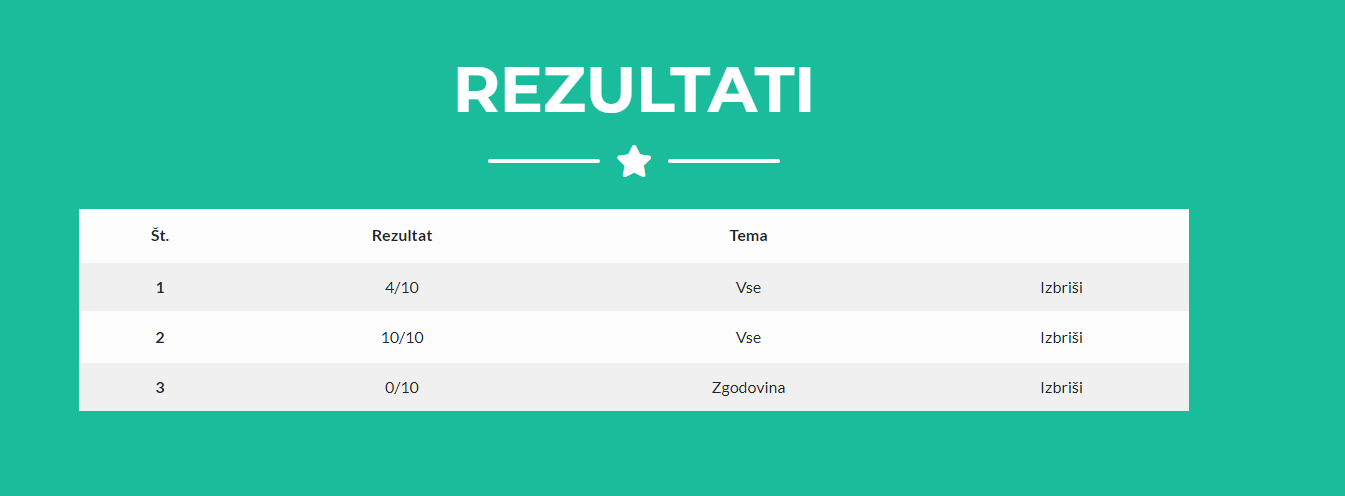 REZULTATI
Št. Rezultat Tema
1 4/10 Vse Izbriši
2 10/10 Vse Izbriši
3 0/10 Zgodovina Izbriši